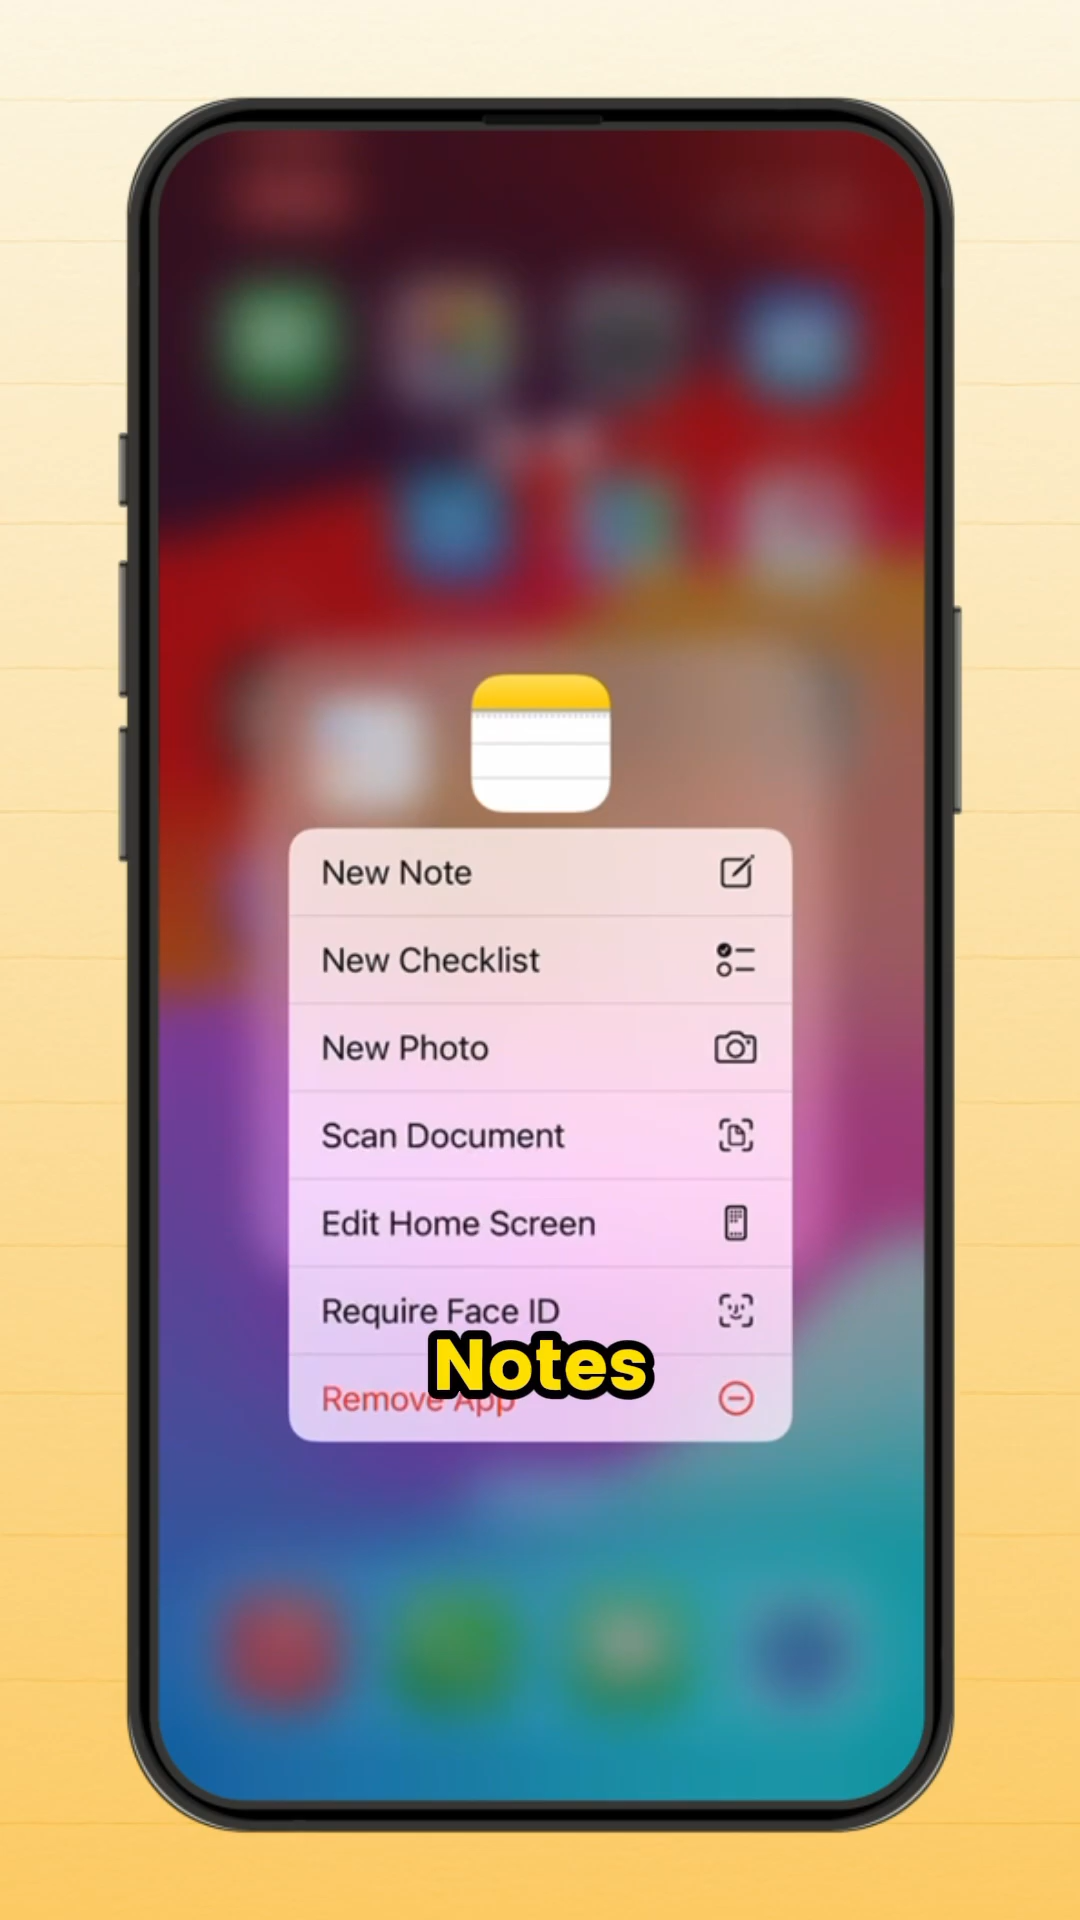 New Note
New Checklist
New Photo
Scan Document
Edit Home Screen
Require Face ID
Notes
Remove App